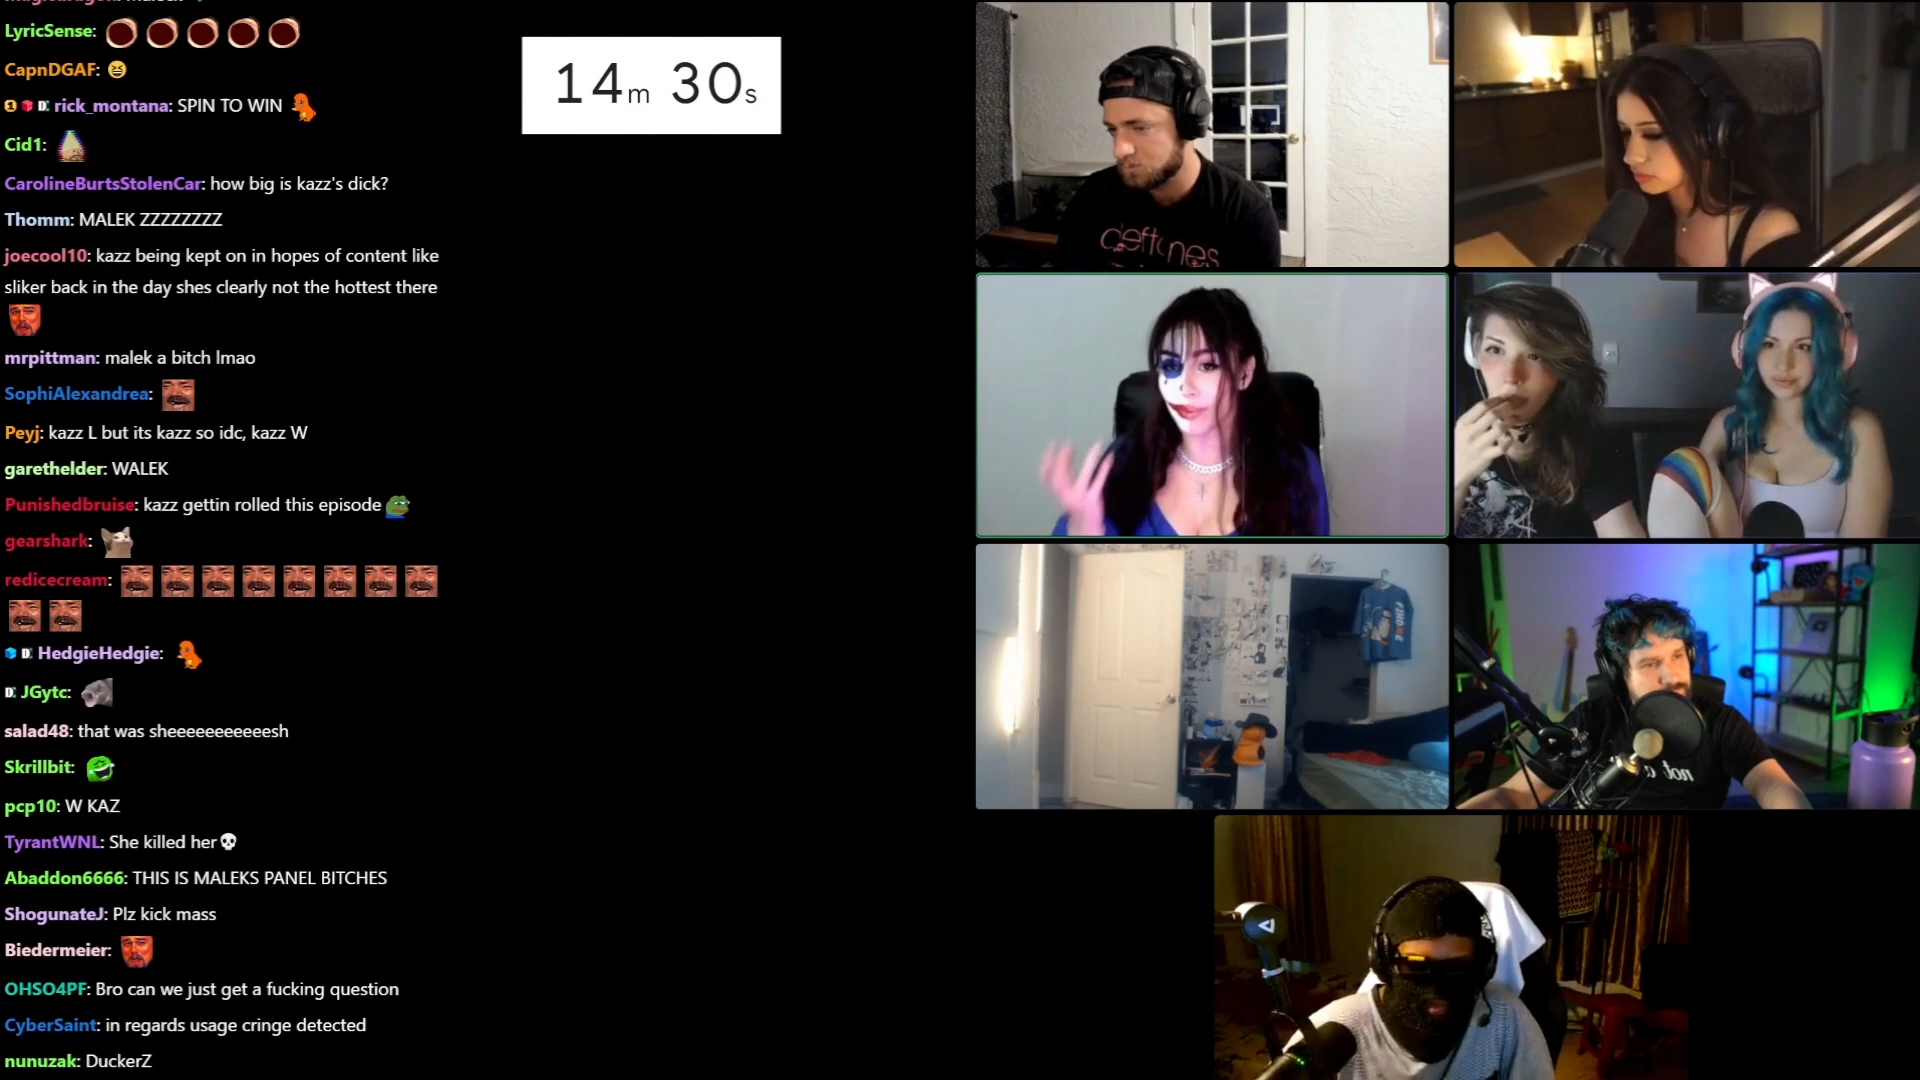 LyricSense:
CapnDGAF:
rick_montana: SPIN TO WIN
Cid1:
CarolineBurtsStolenCar: how big is kazz's dick?
Thomm: MALEK ZZZZZZZZ
joecool10: kazz being kept on in hopes of content like
sliker back in the day shes clearly not the hottest there
mrpittman: malek a bitch lmao
SophiAlexandrea:
Peyj: kazz L but its kazz so idc, kazz W
garethelder: WALEK
Punishedbruise: kazz gettin rolled this episode
gearshark:
redicecream:
HedgieHedgie:
JGytc:
salad48: that was sheeeeeeeeeeesh
Skrillbit:
pcp10: W KAZ
TyrantWNL: She killed her
Abaddon6666: THIS IS MALEKS PANEL BITCHES
ShogunateJ: Plz kick mass
Biedermeier:
OHSO4PF: Bro can we just get a fucking question
CyberSaint: in regards usage cringe detected
nunuzak: DuckerZ
14m 30s
deftones
not a